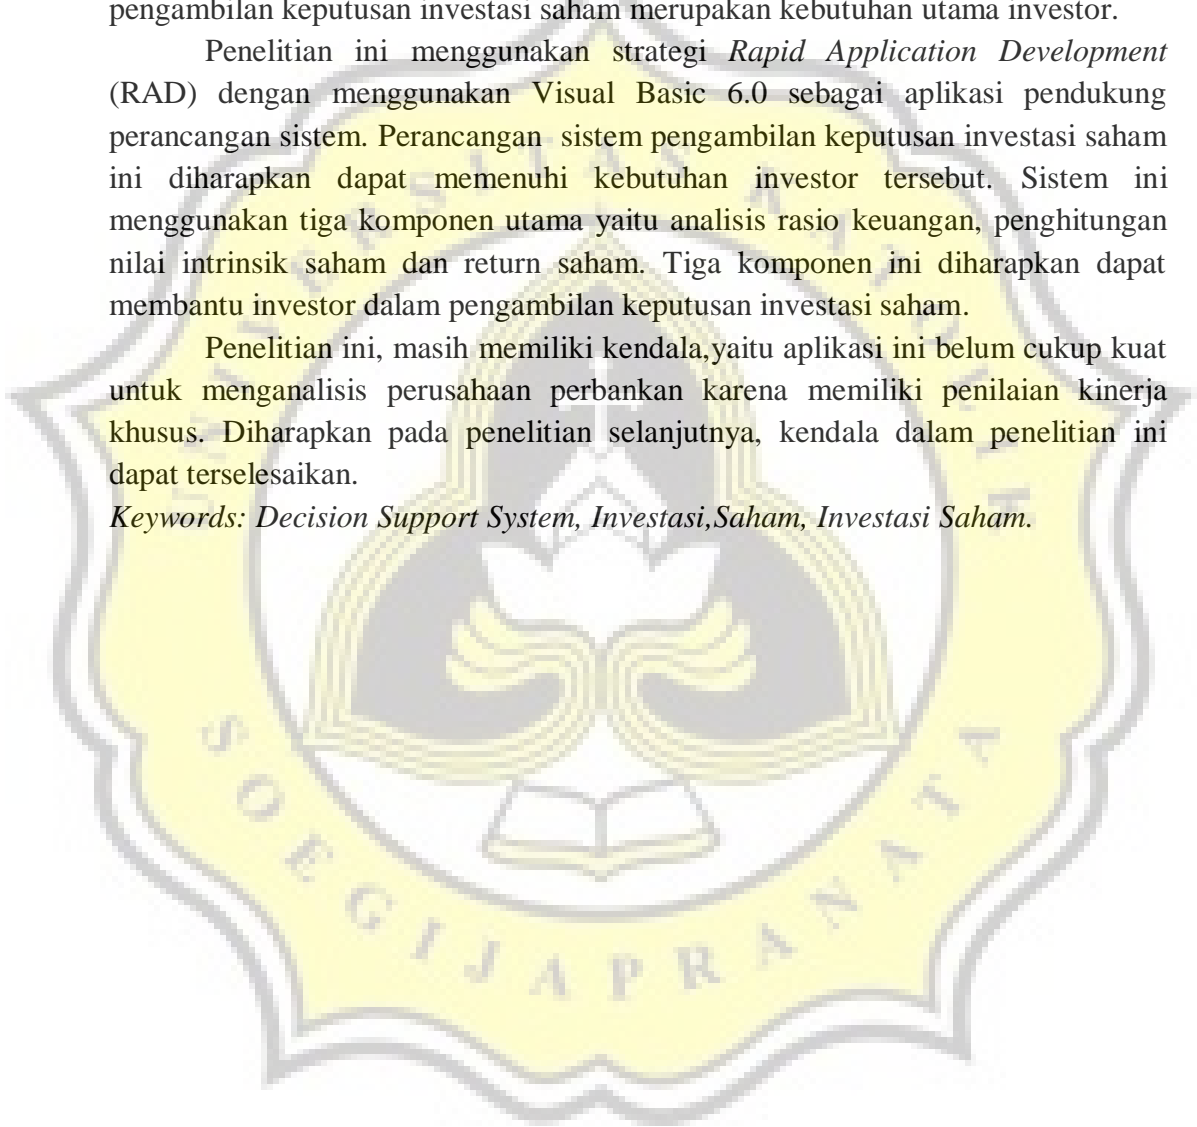 pengambilan keputusan investasi saham merupakan kebutuhan utama investor.
Penelitian ini menggunakan strategi Rapid Application Development
(RAD) dengan menggunakan Visual Basic 6.0 sebagai aplikasi pendukung
perancangan sistem. Perancangan sistem pengambilan keputusan investasi saham
ini diharapkan dapat memenuhi kebutuhan investor tersebut. Sistem ini
menggunakan tiga komponen utama yaitu analisis rasio keuangan, penghitungan
nilai intrinsik saham dan return saham. Tiga komponen ini diharapkan dapat
membantu investor dalam pengambilan keputusan investasi saham.
Penelitian ini, masih memiliki kendala,yaitu aplikasi ini belum cukup kuat
untuk menganalisis perusahaan perbankan karena memiliki penilaian kinerja
khusus. Diharapkan pada penelitian selanjutnya, kendala dalam penelitian ini
dapat terselesaikan.
Keywords: Decision Support System, Investasi,Saham, Investasi Saham.
UNIVERSITAS KATOLIK
SOEGIJAPRANATA